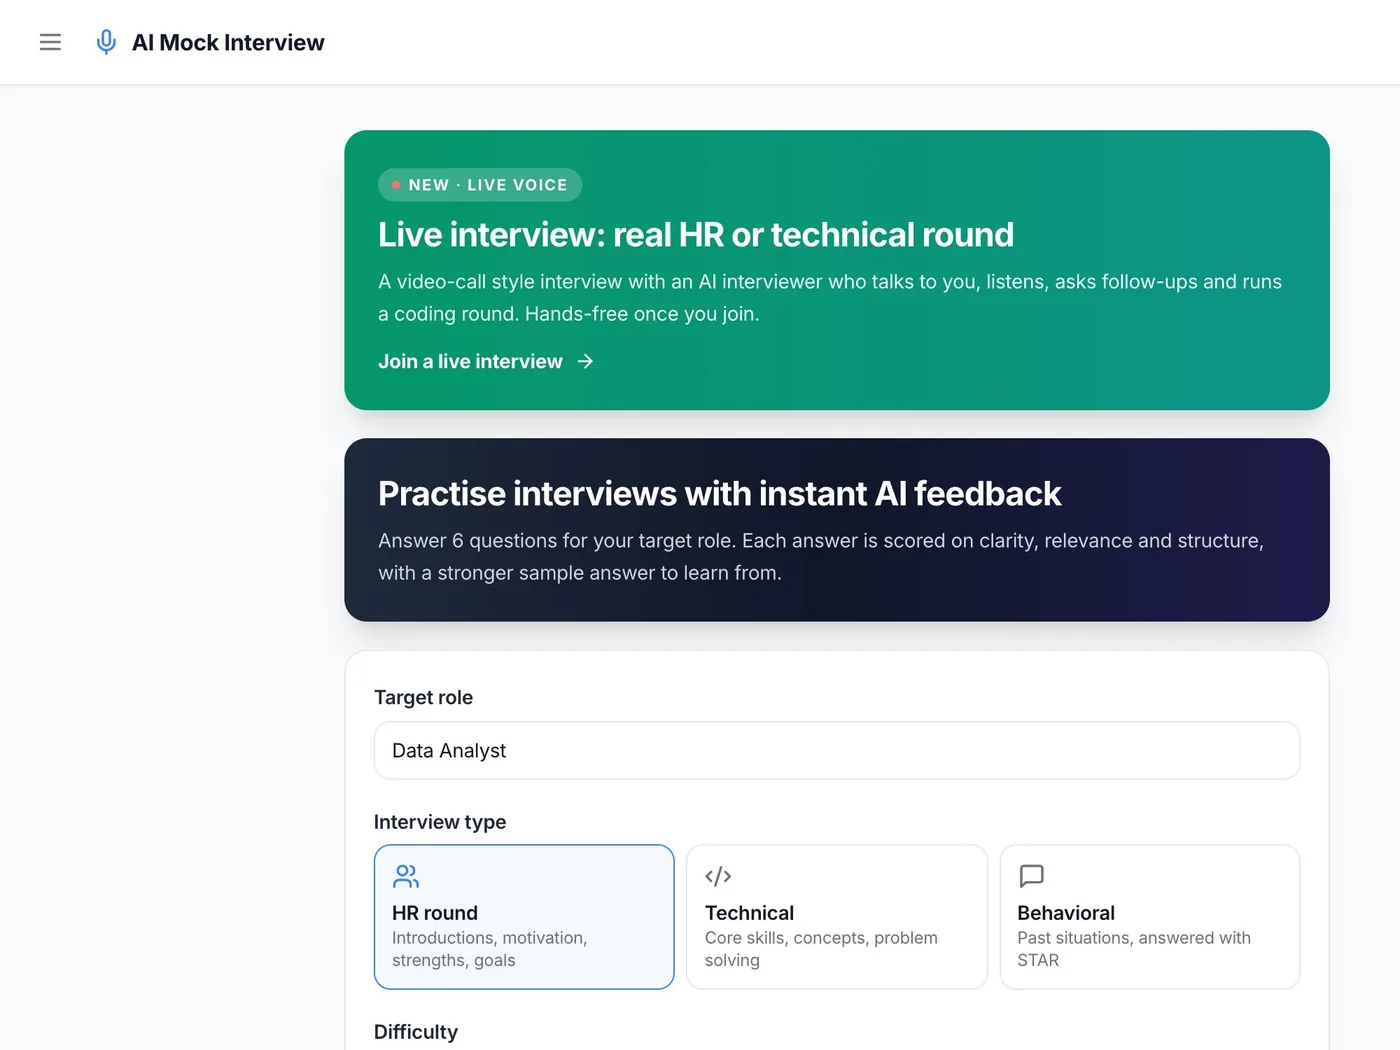 AI Mock Interview
NEW · LIVE VOICE
Live interview: real HR or technical round
A video-call style interview with an AI interviewer who talks to you, listens, asks follow-ups and runs
a coding round. Hands-free once you join.
Join a live interview →
Practise interviews with instant AI feedback
Answer 6 questions for your target role. Each answer is scored on clarity, relevance and structure,
with a stronger sample answer to learn from.
Target role
Data Analyst
Interview type
HR round
Introductions, motivation,
strengths, goals
Technical
Core skills, concepts, problem
solving
Behavioral
Past situations, answered with
STAR
Difficulty